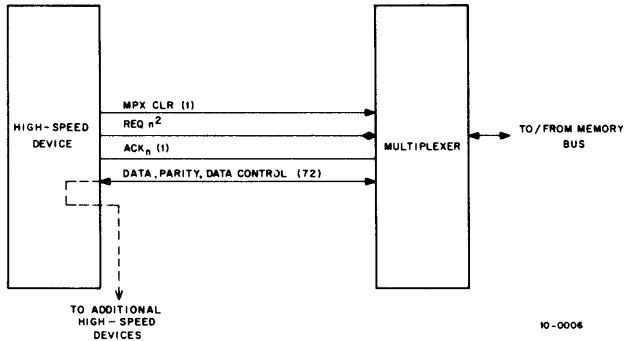 MPX CLR (1)
REQ n²
HIGH-SPEED
DEVICE
ACKn (1)
MULTIPLEXER
TO/FROM MEMORY
BUS
DATA, PARITY, DATA CONTROL (72)
TO ADDITIONAL
HIGH-SPEED
DEVICES
10-0006